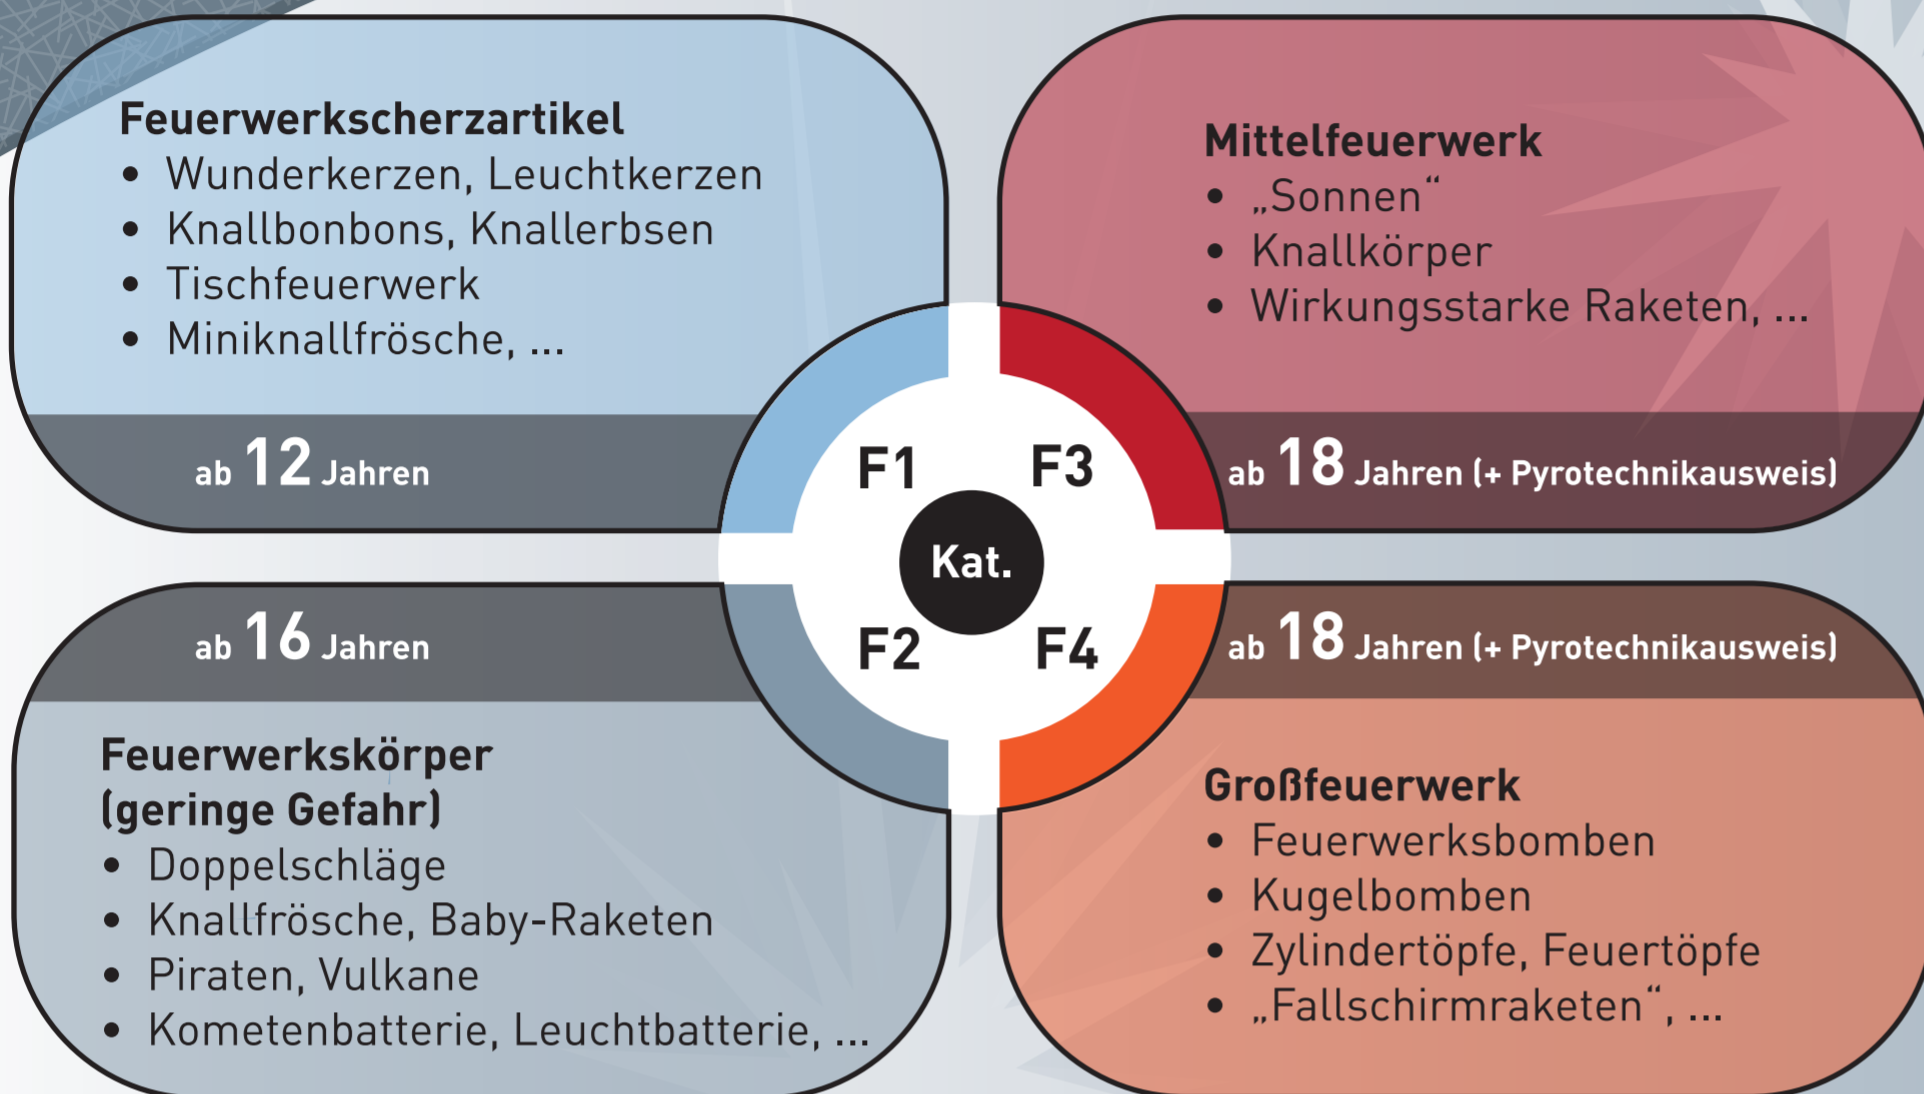 Feuerwerkscherzartikel
• Wunderkerzen, Leuchtkerzen
• Knallbonbons, Knallerbsen
• Tischfeuerwerk
• Miniknallfrösche, ...
ab 12 Jahren
Mittelfeuerwerk
• „Sonnen“
• Knallkörper
• Wirkungsstarke Raketen, ...
ab 18 Jahren (+ Pyrotechnikausweis)
F1 F3
Kat.
F2 F4
ab 16 Jahren
Feuerwerkskörper
(geringe Gefahr)
• Doppelschläge
• Knallfrösche, Baby-Raketen
• Piraten, Vulkane
• Kometenbatterie, Leuchtbatterie, ...
ab 18 Jahren (+ Pyrotechnikausweis)
Großfeuerwerk
• Feuerwerksbomben
• Kugelbomben
• Zylindertöpfe, Feuertöpfe
• „Fallschirmraketen“, ...